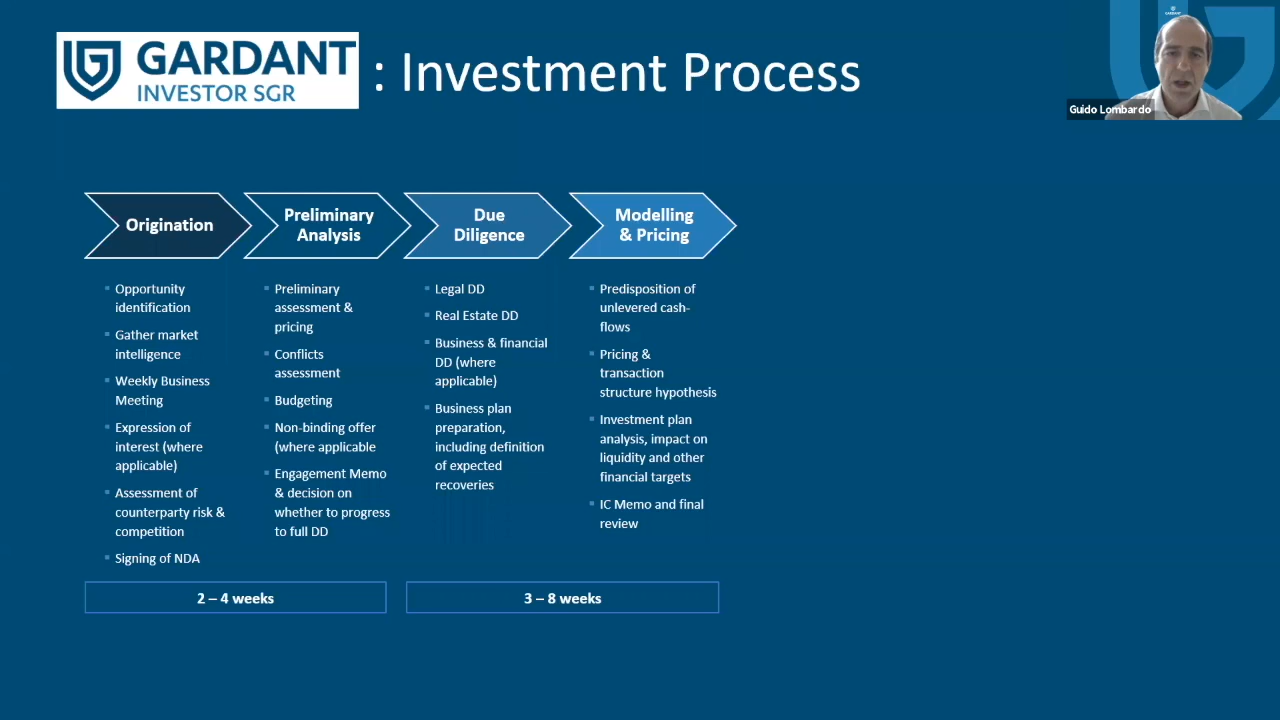 GARDANT
INVESTOR SGR
: Investment Process
GARDANT
Guido Lombardo
Origination
Preliminary
Analysis
Due
Diligence
Modelling
& Pricing
Opportunity
identification
Gather market
intelligence
Weekly Business
Meeting
Expression of
interest (where
applicable)
Assessment of
counterparty risk &
competition
Signing of NDA
Preliminary
assessment &
pricing
Conflicts
assessment
Budgeting
Non-binding offer
(where applicable
Engagement Memo
& decision on
whether to progress
to full DD
Legal DD
Real Estate DD
Business & financial
DD (where
applicable)
Business plan
preparation,
including definition
of expected
recoveries
Predisposition of
unlevered cash-
flows
Pricing &
transaction
structure hypothesis
Investment plan
analysis, impact on
liquidity and other
financial targets
IC Memo and final
review
2 – 4 weeks
3 – 8 weeks